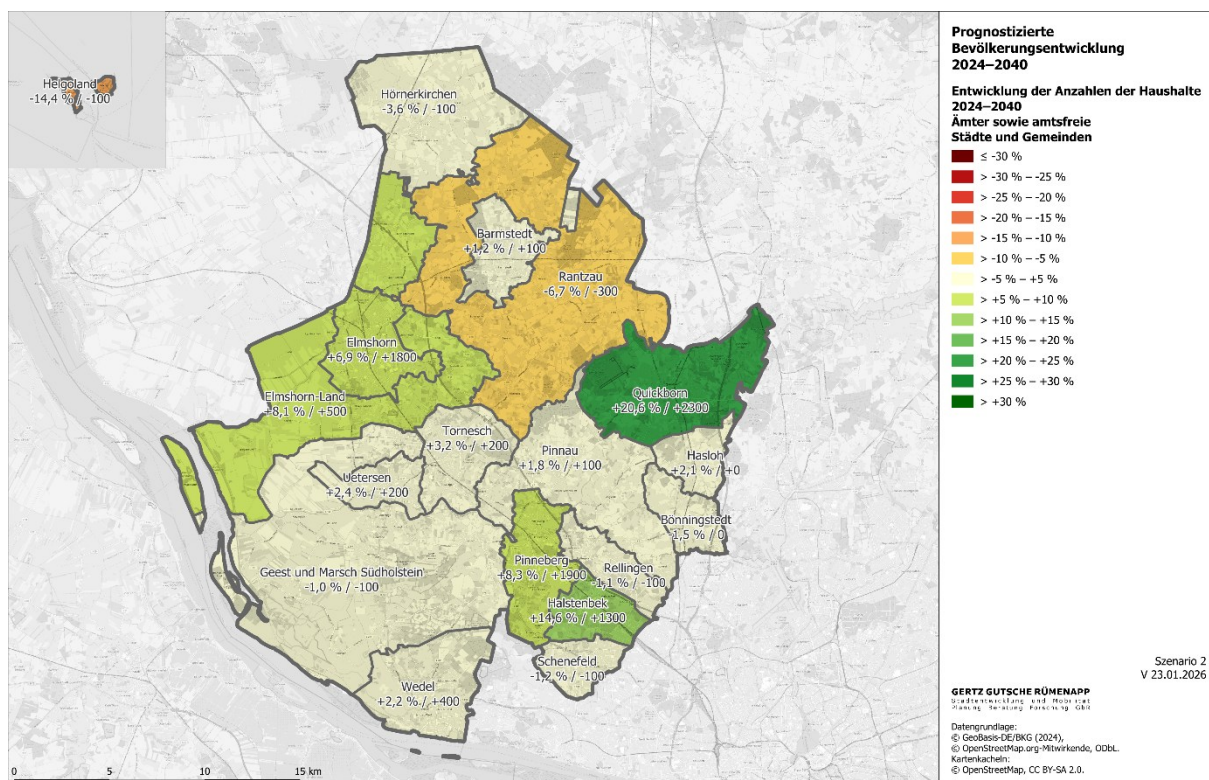 Helgoland
-14,4 % / -100
Hörnerkirchen
-3,6 % / -100
Barmstedt
+1,2 % / +100
Rantzau
-6,7 % / -300
Elmshorn
+6,9 % / +1800
Elmshorn-Land
+8,1 % / +500
Quickborn
+20,6 % / +2300
Tornesch
+3,2 % / +200
Pinnau
+1,8 % / +100
Hasloh
+2,1 % / +0
Uetersen
+2,4 % / +200
Bönningstedt
-1,5 % / 0
Geest und Marsch Südholstein
-1,0 % / -100
Pinneberg
+8,3 % / +1900
Rellingen
-1,1 % / -100
Halstenbek
+14,6 % / +1300
Schenefeld
-1,2 % / -100
Wedel
+2,2 % / +400
0 5 10 15 km
Prognostizierte
Bevölkerungsentwicklung
2024–2040
Entwicklung der Anzahlen der Haushalte
2024–2040
Ämter sowie amtsfreie
Städte und Gemeinden
≤ -30 %
> -30 % – -25 %
> -25 % – -20 %
> -20 % – -15 %
> -15 % – -10 %
> -10 % – -5 %
> -5 % – +5 %
> +5 % – +10 %
> +10 % – +15 %
> +15 % – +20 %
> +20 % – +25 %
> +25 % – +30 %
> +30 %
Szenario 2
V 23.01.2026
GERTZ GUTSCHE RÜMENAPP
Stadtentwicklung und Mobilität
Planung Beratung Forschung GbR
Datengrundlage:
© GeoBasis-DE/BKG (2024),
© OpenStreetMap.org-Mitwirkende, ODbL.
Kartenkacheln:
© OpenStreetMap, CC BY-SA 2.0.